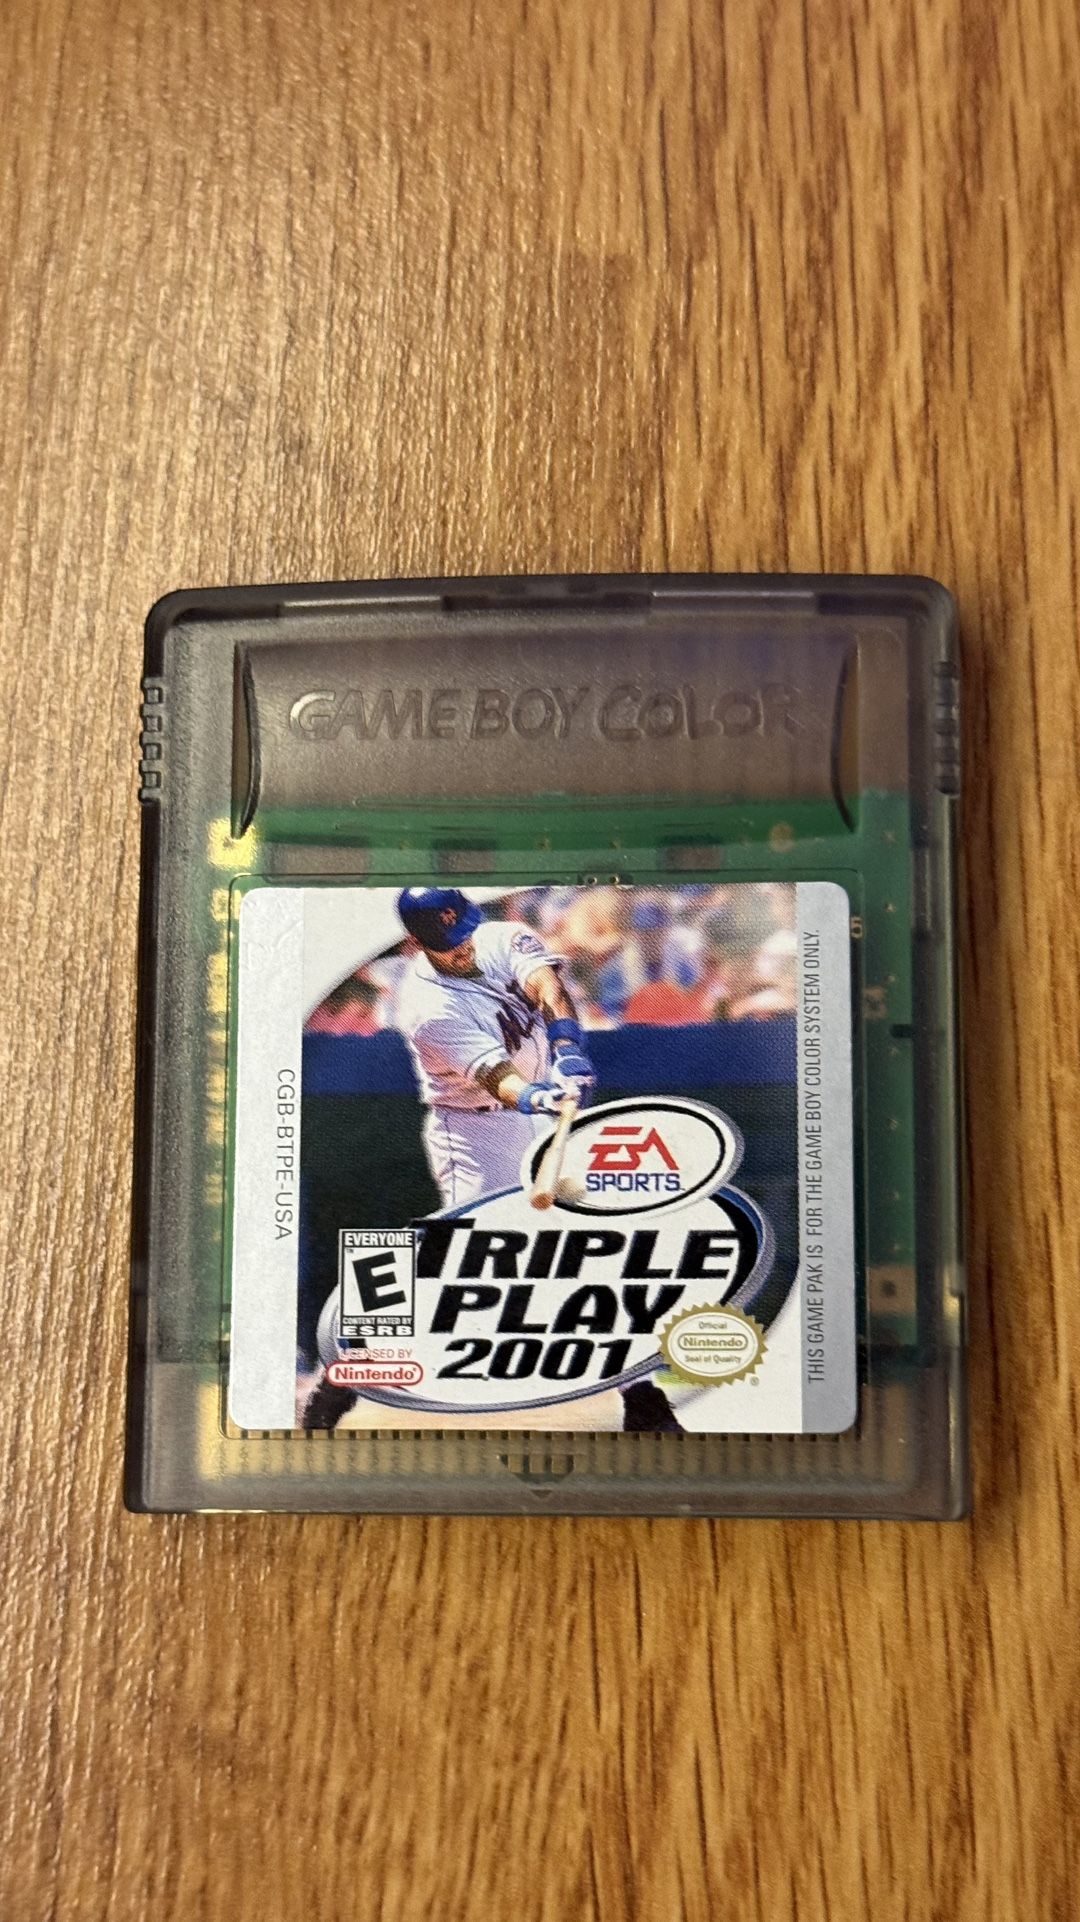 GAME BOY COLOR
CGB-BTPE-USA
Mets
EA
SPORTS
TRIPLE
PLAY
2001
EVERYONE
E
CONTENT RATED BY
ESRB
LICENSED BY
Nintendo®
Official
Nintendo
Seal of Quality
THIS GAME PAK IS FOR THE GAME BOY COLOR SYSTEM ONLY.